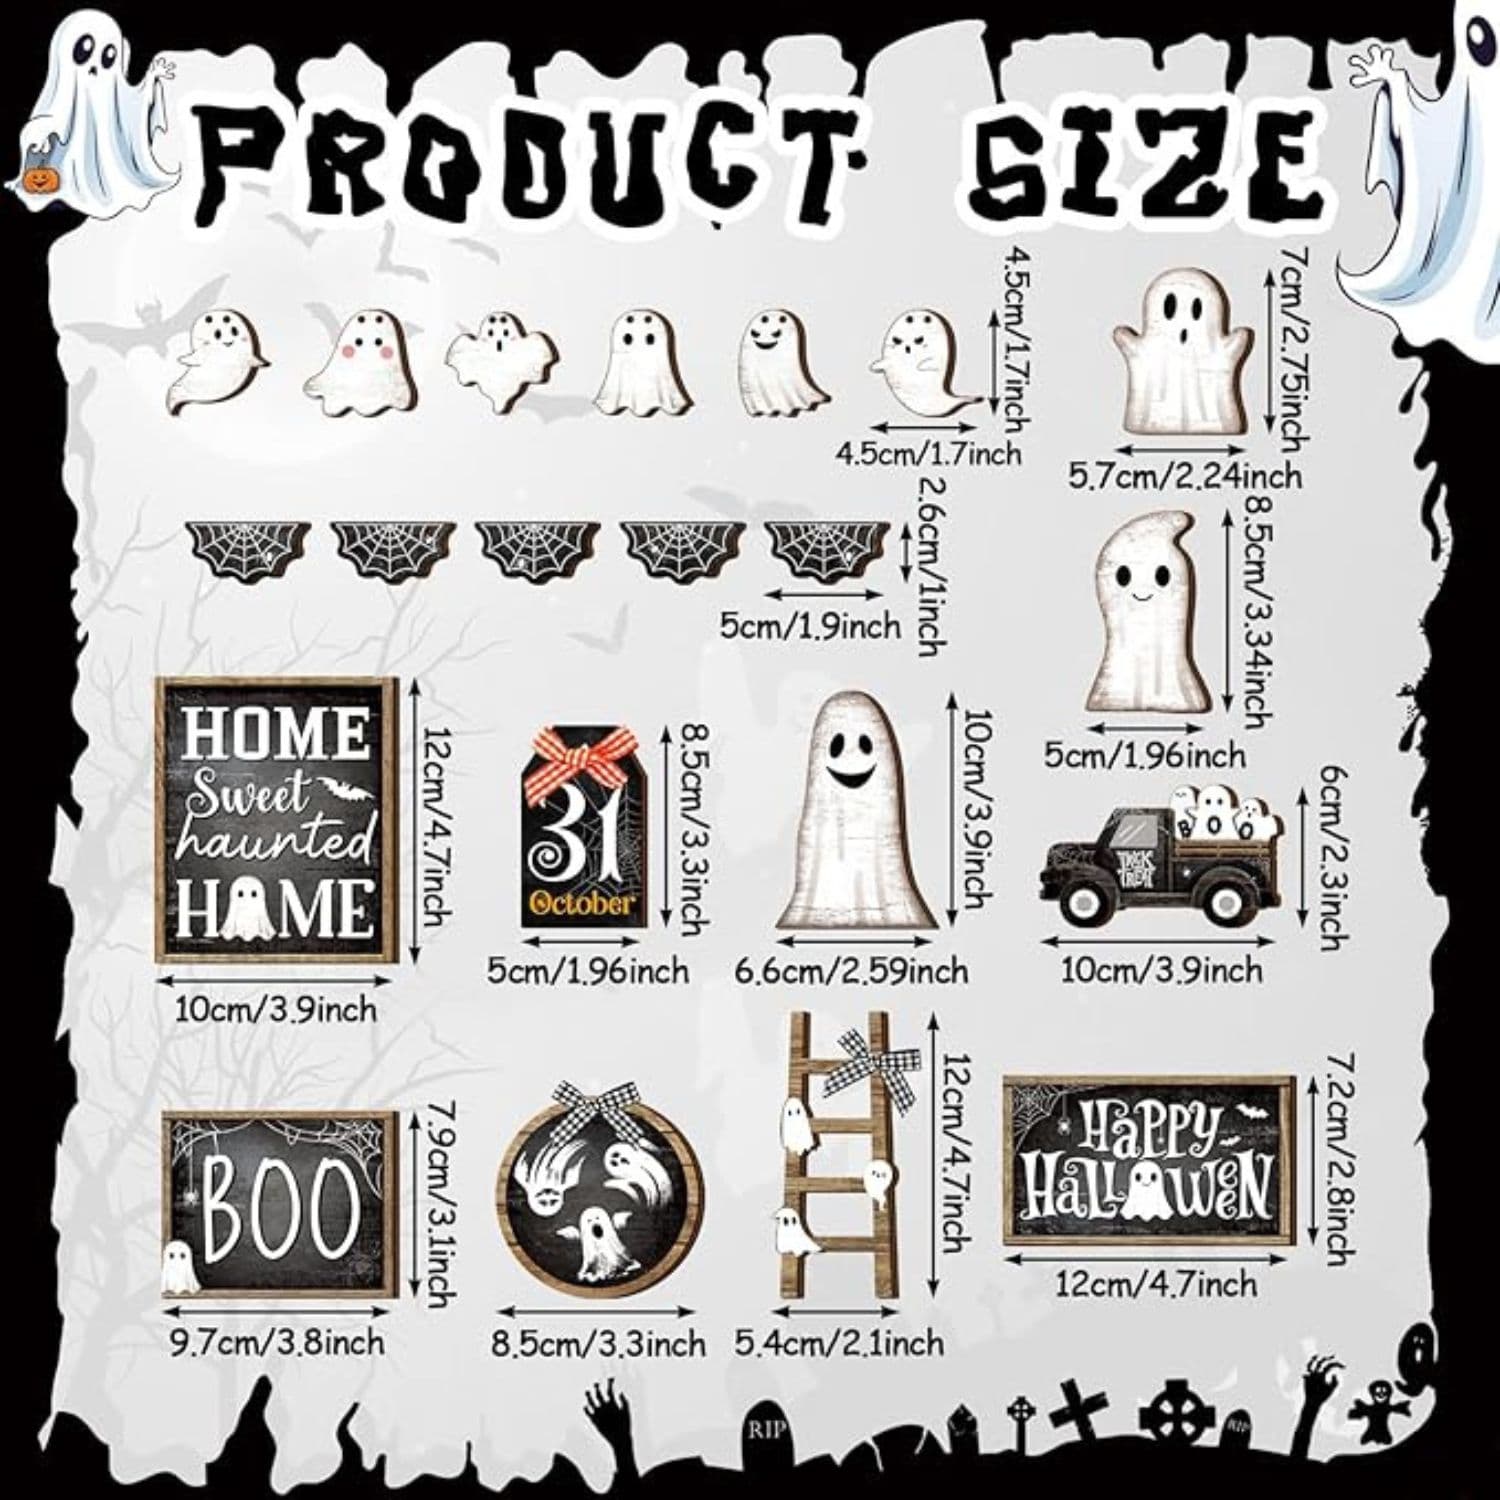 PRODUCT SIZE
4.5cm/1.7inch
4.5cm/1.7inch
7cm/2.75inch
5.7cm/2.24inch
2.6cm/1inch
5cm/1.9inch
8.5cm/3.34inch
5cm/1.96inch
HOME
Sweet
haunted
HOME
12cm/4.7inch
10cm/3.9inch
31
October
8.5cm/3.3inch
5cm/1.96inch
10cm/3.9inch
6.6cm/2.59inch
BOO
TRICK
TREAT
6cm/2.3inch
10cm/3.9inch
BOO
7.9cm/3.1inch
9.7cm/3.8inch
8.5cm/3.3inch
12cm/4.7inch
5.4cm/2.1inch
HAPPY
HALLOWEEN
7.2cm/2.8inch
12cm/4.7inch
RIP
RIP